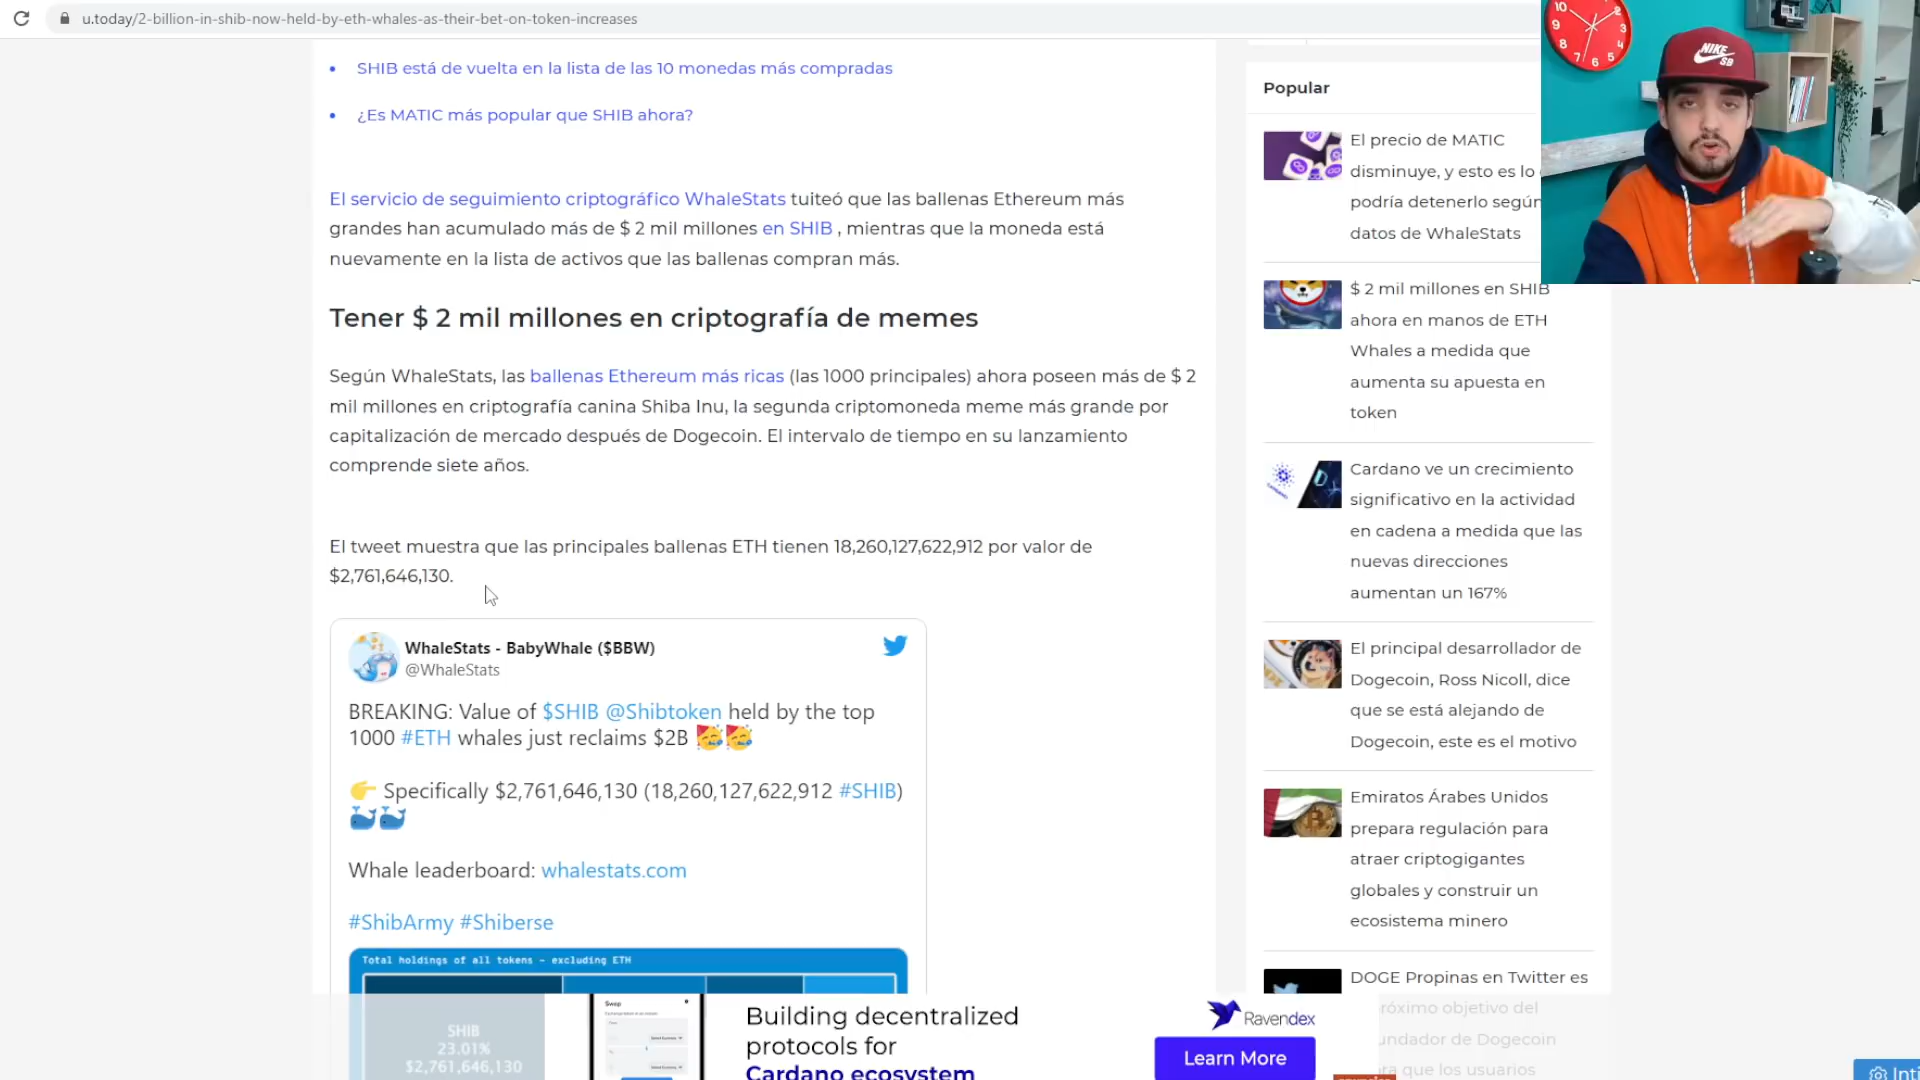 u.today/2-billion-in-shib-now-held-by-eth-whales-as-their-bet-on-token-increases
SHIB está de vuelta en la lista de las 10 monedas más compradas
¿Es MATIC más popular que SHIB ahora?
El servicio de seguimiento criptográfico WhaleStats tuiteó que las ballenas Ethereum más
grandes han acumulado más de $ 2 mil millones en SHIB , mientras que la moneda está
nuevamente en la lista de activos que las ballenas compran más.
Tener $ 2 mil millones en criptografía de memes
Según WhaleStats, las ballenas Ethereum más ricas (las 1000 principales) ahora poseen más de $ 2
mil millones en criptografía canina Shiba Inu, la segunda criptomoneda meme más grande por
capitalización de mercado después de Dogecoin. El intervalo de tiempo en su lanzamiento
comprende siete años.
El tweet muestra que las principales ballenas ETH tienen 18,260,127,622,912 por valor de
$2,761,646,130.
WhaleStats - BabyWhale ($BBW)
@WhaleStats
BREAKING: Value of $SHIB @Shibtoken held by the top
1000 #ETH whales just reclaims $2B 🥳🥳
👉 Specifically $2,761,646,130 (18,260,127,622,912 #SHIB)
🐳🐳
Whale leaderboard: whalestats.com
#ShibArmy #Shiberse
Total holdings of all tokens - excluding ETH
SHIB
23.01%
$2,761,646,130
Swap
Building decentralized
protocols for
Cardano ecosystem
Ravendex
Learn More
Popular
El precio de MATIC
disminuye, y esto es lo
podría detenerlo según
datos de WhaleStats
$ 2 mil millones en SHIB
ahora en manos de ETH
Whales a medida que
aumenta su apuesta en
token
Cardano ve un crecimiento
significativo en la actividad
en cadena a medida que las
nuevas direcciones
aumentan un 167%
El principal desarrollador de
Dogecoin, Ross Nicoll, dice
que se está alejando de
Dogecoin, este es el motivo
Emiratos Árabes Unidos
prepara regulación para
atraer criptogigantes
globales y construir un
ecosistema minero
DOGE Propinas en Twitter es
róximo objetivo del
undador de Dogecoin
ra que los usuarios
NIKE
SB